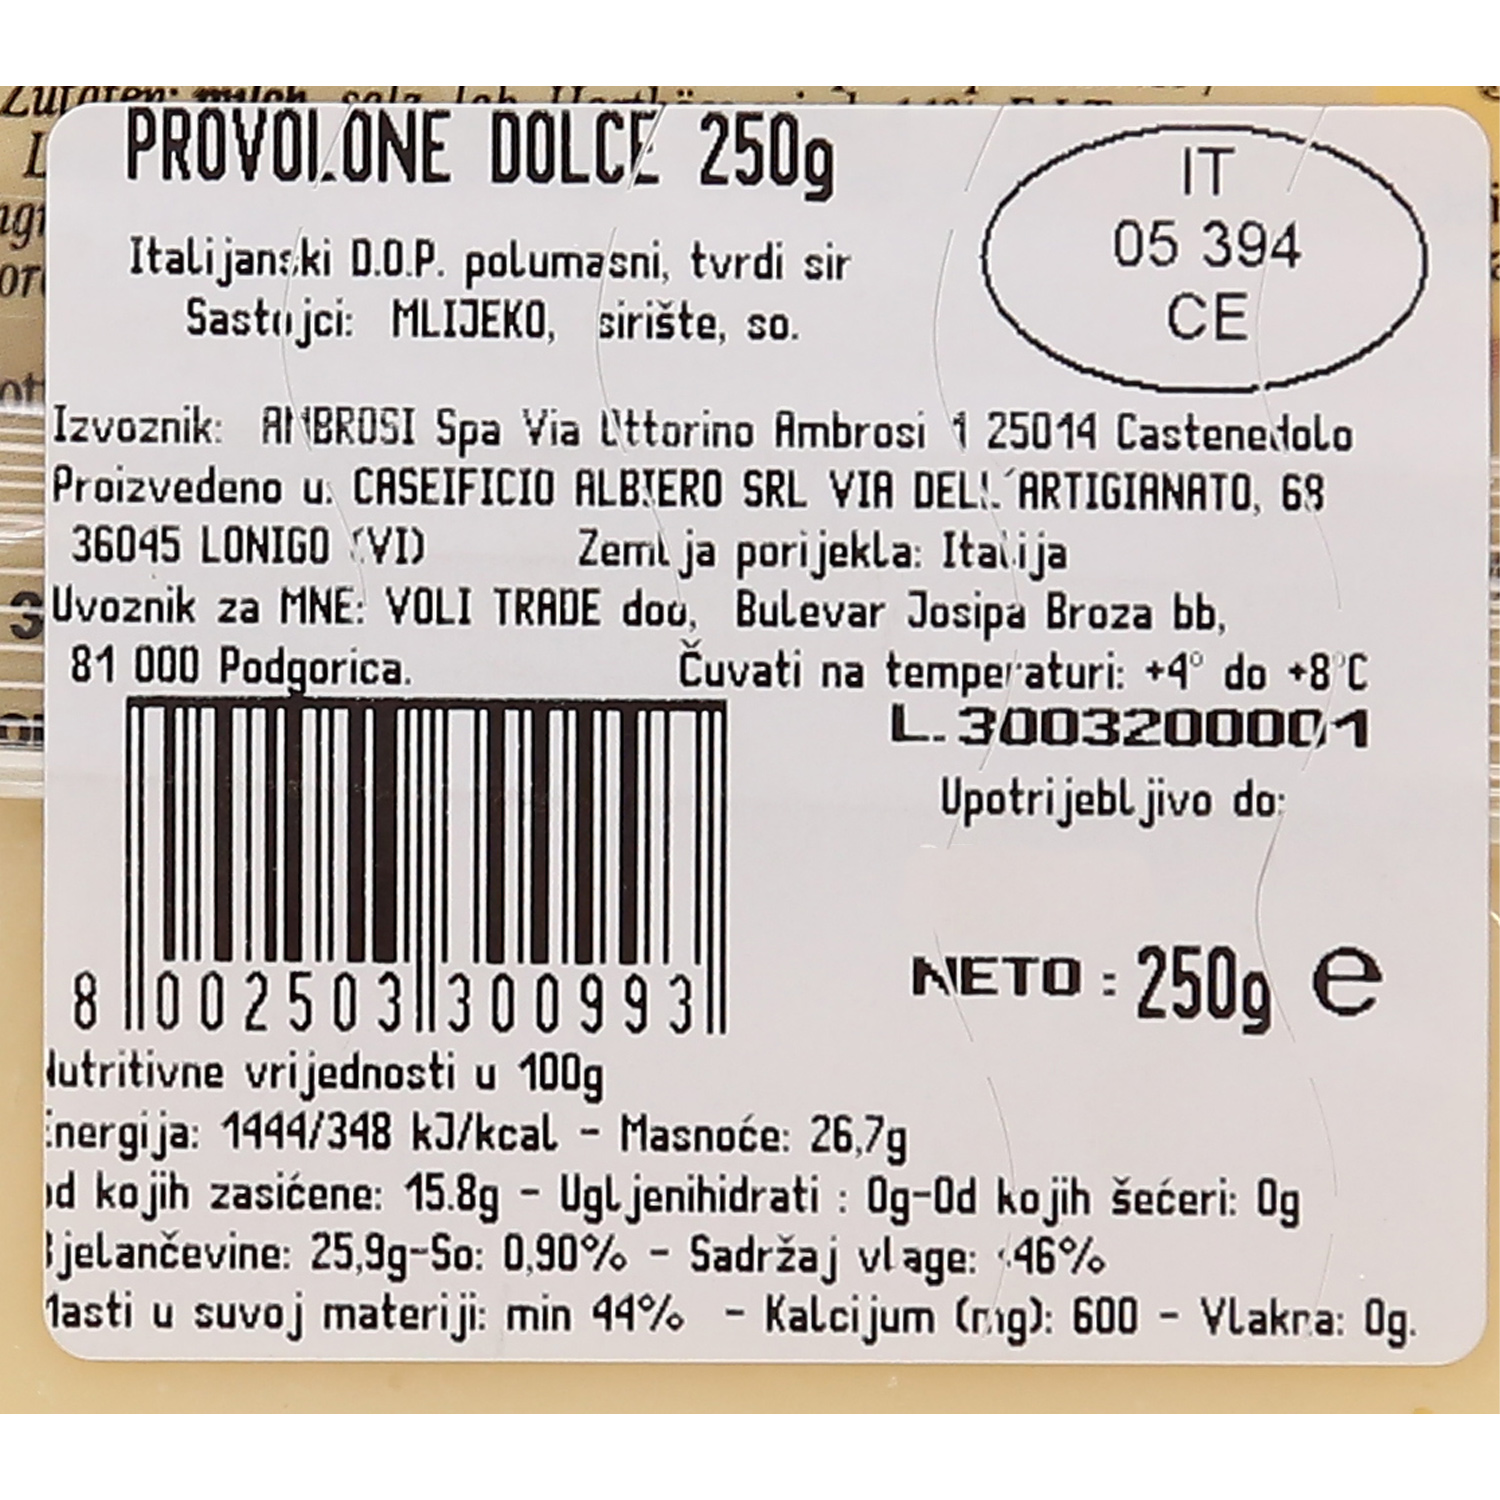 Zutaten: milch, salz, lab
PROVOLONE DOLCE 250g
IT
05 394
CE
Italijanski D.O.P. polumasni, tvrdi sir
Sastojci: MLIJEKO, sirište, so.
Izvoznik: AMBROSI Spa Via Ottorino Ambrosi 1 25014 Castenedolo
Proizvedeno u: CASEIFICIO ALBIERO SRL VIA DELL´ARTIGIANATO, 68
36045 LONIGO (VI) Zemlja porijekla: Italija
Uvoznik za MNE: VOLI TRADE doo, Bulevar Josipa Broza bb,
81 000 Podgorica. Čuvati na temperaturi: +4° do +8°C
L.3003200001
Upotrijebljivo do:
NETO : 250g e
8 002503 300993
Nutritivne vrijednosti u 100g
Energija: 1444/348 kJ/kcal - Masnoće: 26,7g
od kojih zasićene: 15.8g - Ugljenihidrati : 0g-Od kojih šećeri: 0g
Bjelančevine: 25,9g-So: 0,90% - Sadržaj vlage: <46%
Masti u suvoj materiji: min 44% - Kalcijum (mg): 600 - Vlakna: 0g.